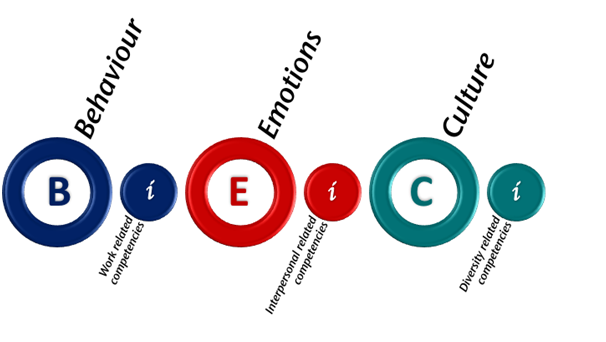 Behaviour
Emotions
Culture
B
i
E
i
C
i
Work related
competencies
Interpersonal related
competencies
Diversity related
competencies